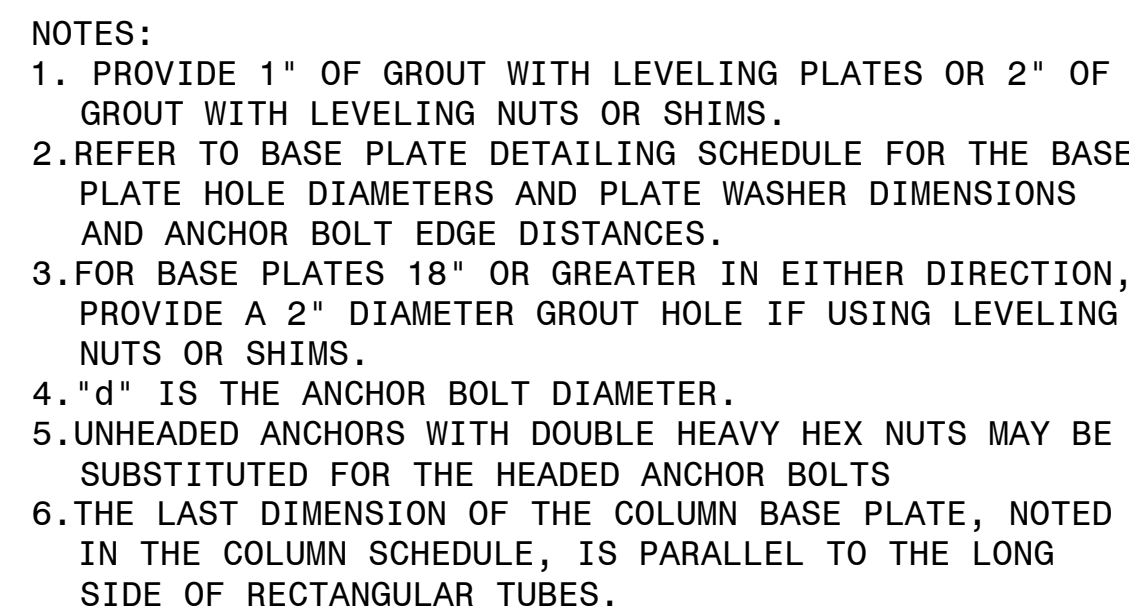 NOTES:
1. PROVIDE 1" OF GROUT WITH LEVELING PLATES OR 2" OF
GROUT WITH LEVELING NUTS OR SHIMS.
2.REFER TO BASE PLATE DETAILING SCHEDULE FOR THE BASE
PLATE HOLE DIAMETERS AND PLATE WASHER DIMENSIONS
AND ANCHOR BOLT EDGE DISTANCES.
3.FOR BASE PLATES 18" OR GREATER IN EITHER DIRECTION,
PROVIDE A 2" DIAMETER GROUT HOLE IF USING LEVELING
NUTS OR SHIMS.
4."d" IS THE ANCHOR BOLT DIAMETER.
5.UNHEADED ANCHORS WITH DOUBLE HEAVY HEX NUTS MAY BE
SUBSTITUTED FOR THE HEADED ANCHOR BOLTS
6.THE LAST DIMENSION OF THE COLUMN BASE PLATE, NOTED
IN THE COLUMN SCHEDULE, IS PARALLEL TO THE LONG
SIDE OF RECTANGULAR TUBES.